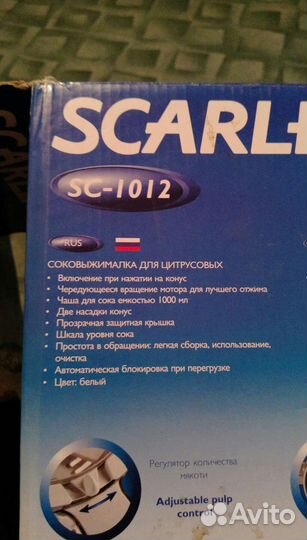 SCARLE
SC-1012
RUS
СОКОВЫЖИМАЛКА ДЛЯ ЦИТРУСОВЫХ
• Включение при нажатии на конус
• Чередующееся вращение мотора для лучшего отжима
• Чаша для сока емкостью 1000 мл
• Две насадки конус
• Прозрачная защитная крышка
• Шкала уровня сока
• Простота в обращении: легкая сборка, использование,
очистка
• Автоматическая блокировка при перегрузке
• Цвет: белый
Регулятор количества
мякоти
Adjustable pulp
control
Avito